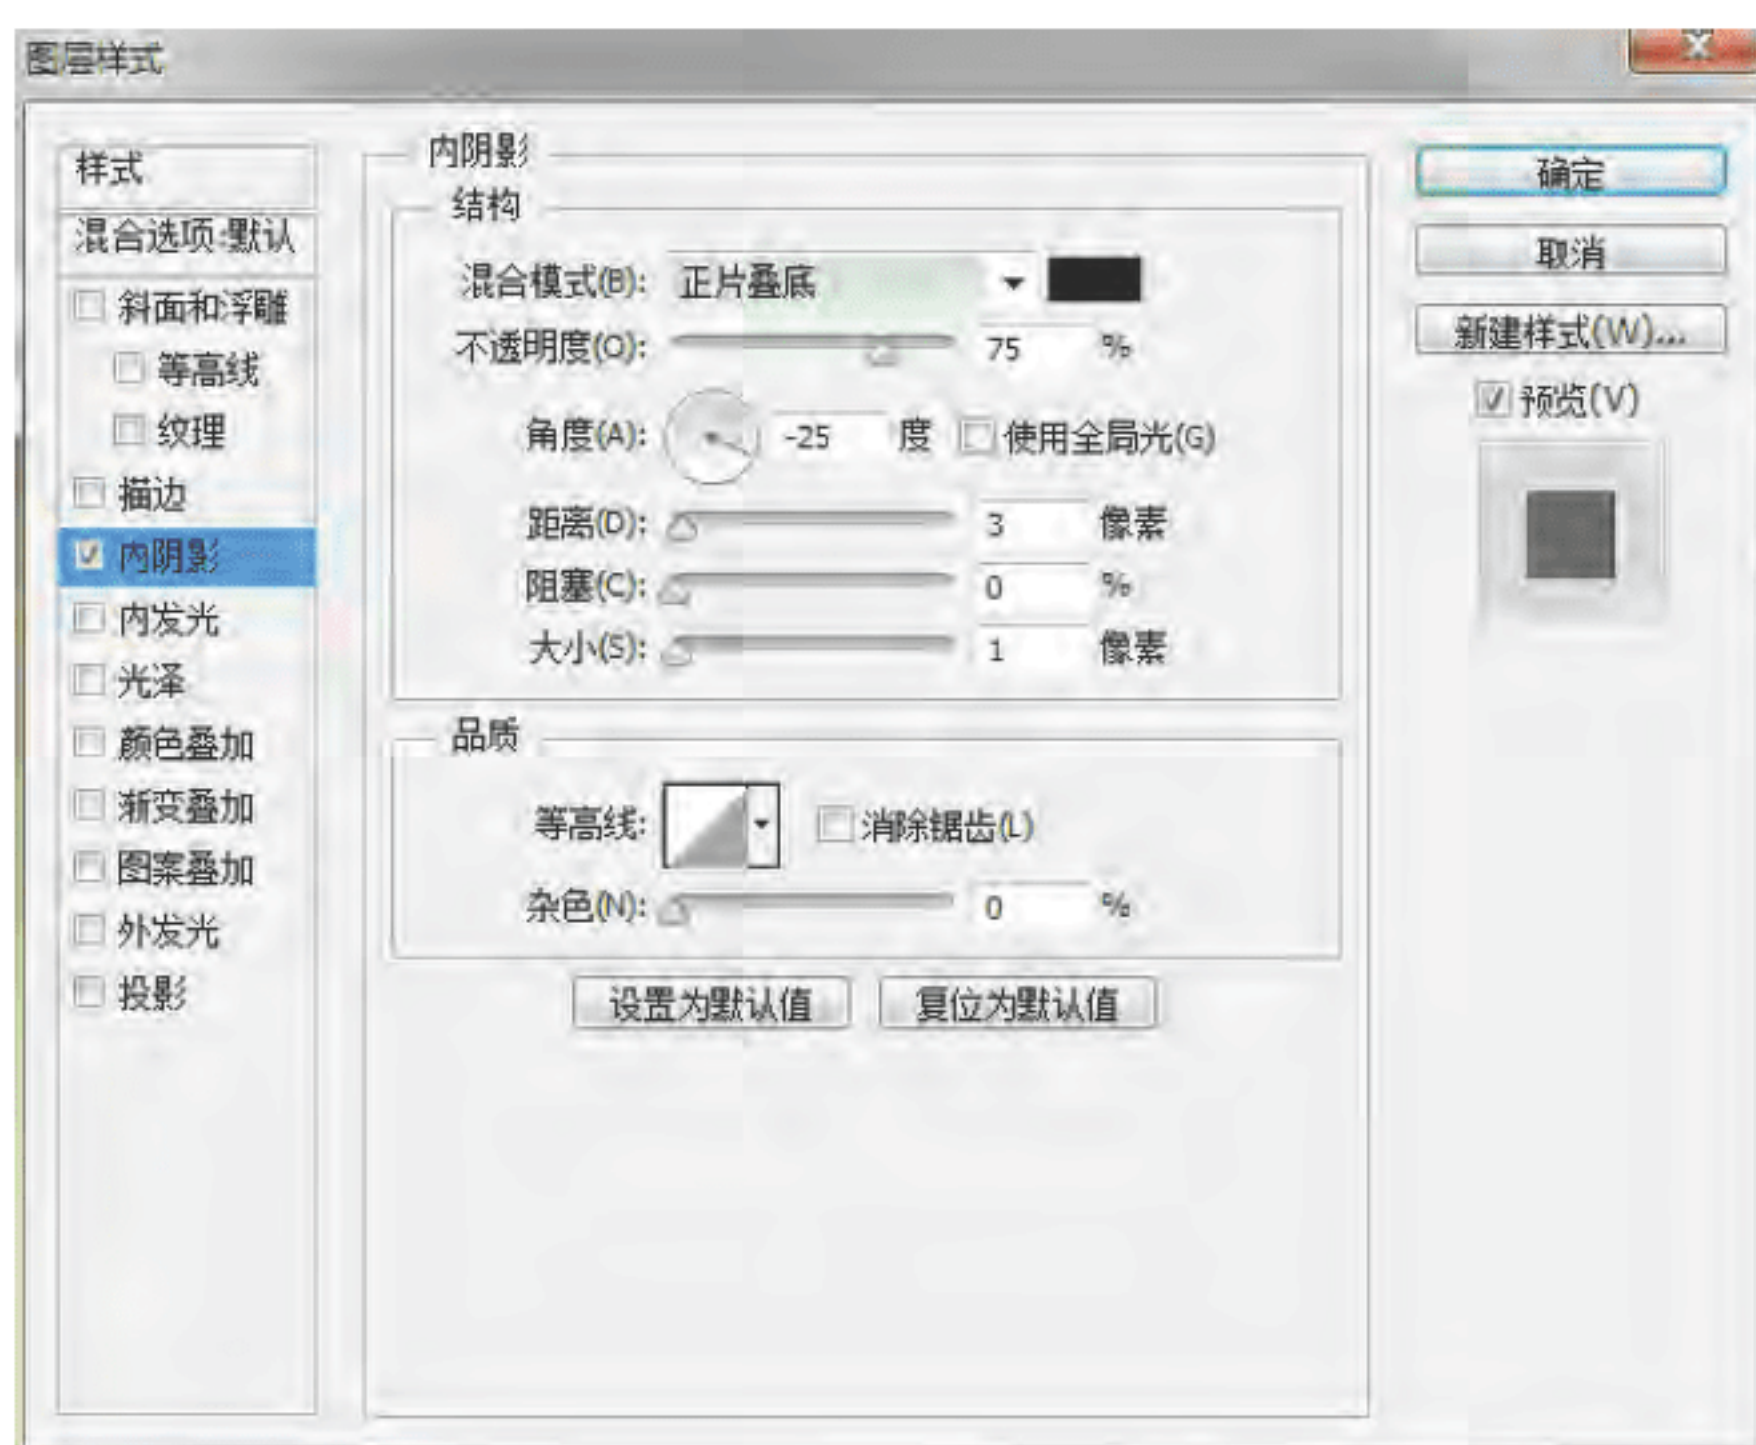 图层样式
样式
混合选项:默认
斜面和浮雕
等高线
纹理
描边
内阴影
内发光
光泽
颜色叠加
渐变叠加
图案叠加
外发光
投影
内阴影
结构
混合模式(B): 正片叠底
不透明度(O): 75 %
角度(A): -25 度 使用全局光(G)
距离(D): 3 像素
阻塞(C): 0 %
大小(S): 1 像素
品质
等高线: 消除锯齿(L)
杂色(N): 0 %
设置为默认值 复位为默认值
确定
取消
新建样式(W)...
预览(V)